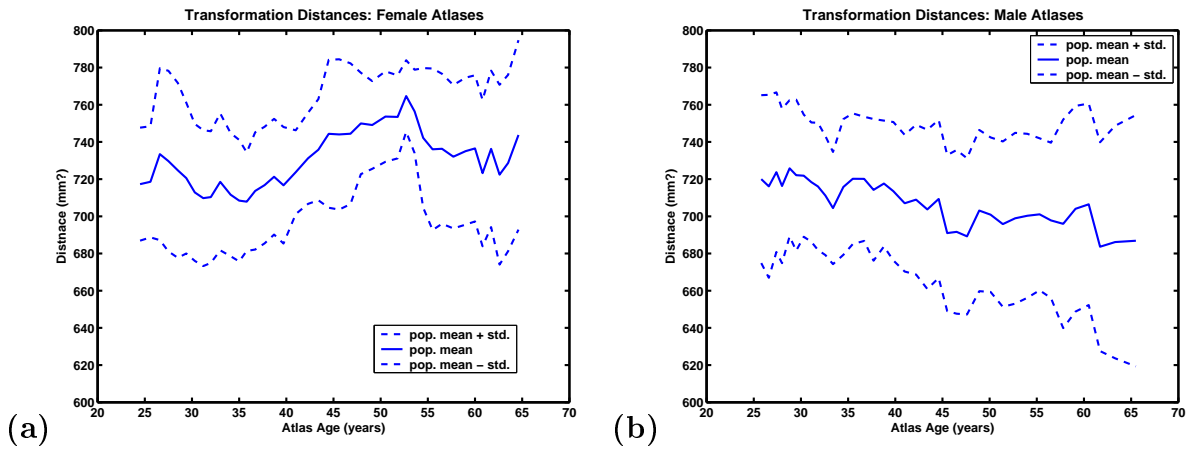 Transformation Distances: Female Atlases
800
780
760
740
720
700
680
660
640
620
600
Distnace (mm?)
pop. mean + std.
pop. mean
pop. mean − std.
20 25 30 35 40 45 50 55 60 65 70
Atlas Age (years)
(a)
Transformation Distances: Male Atlases
800
780
760
740
720
700
680
660
640
620
600
Distnace (mm?)
pop. mean + std.
pop. mean
pop. mean − std.
20 25 30 35 40 45 50 55 60 65 70
Atlas Age (years)
(b)